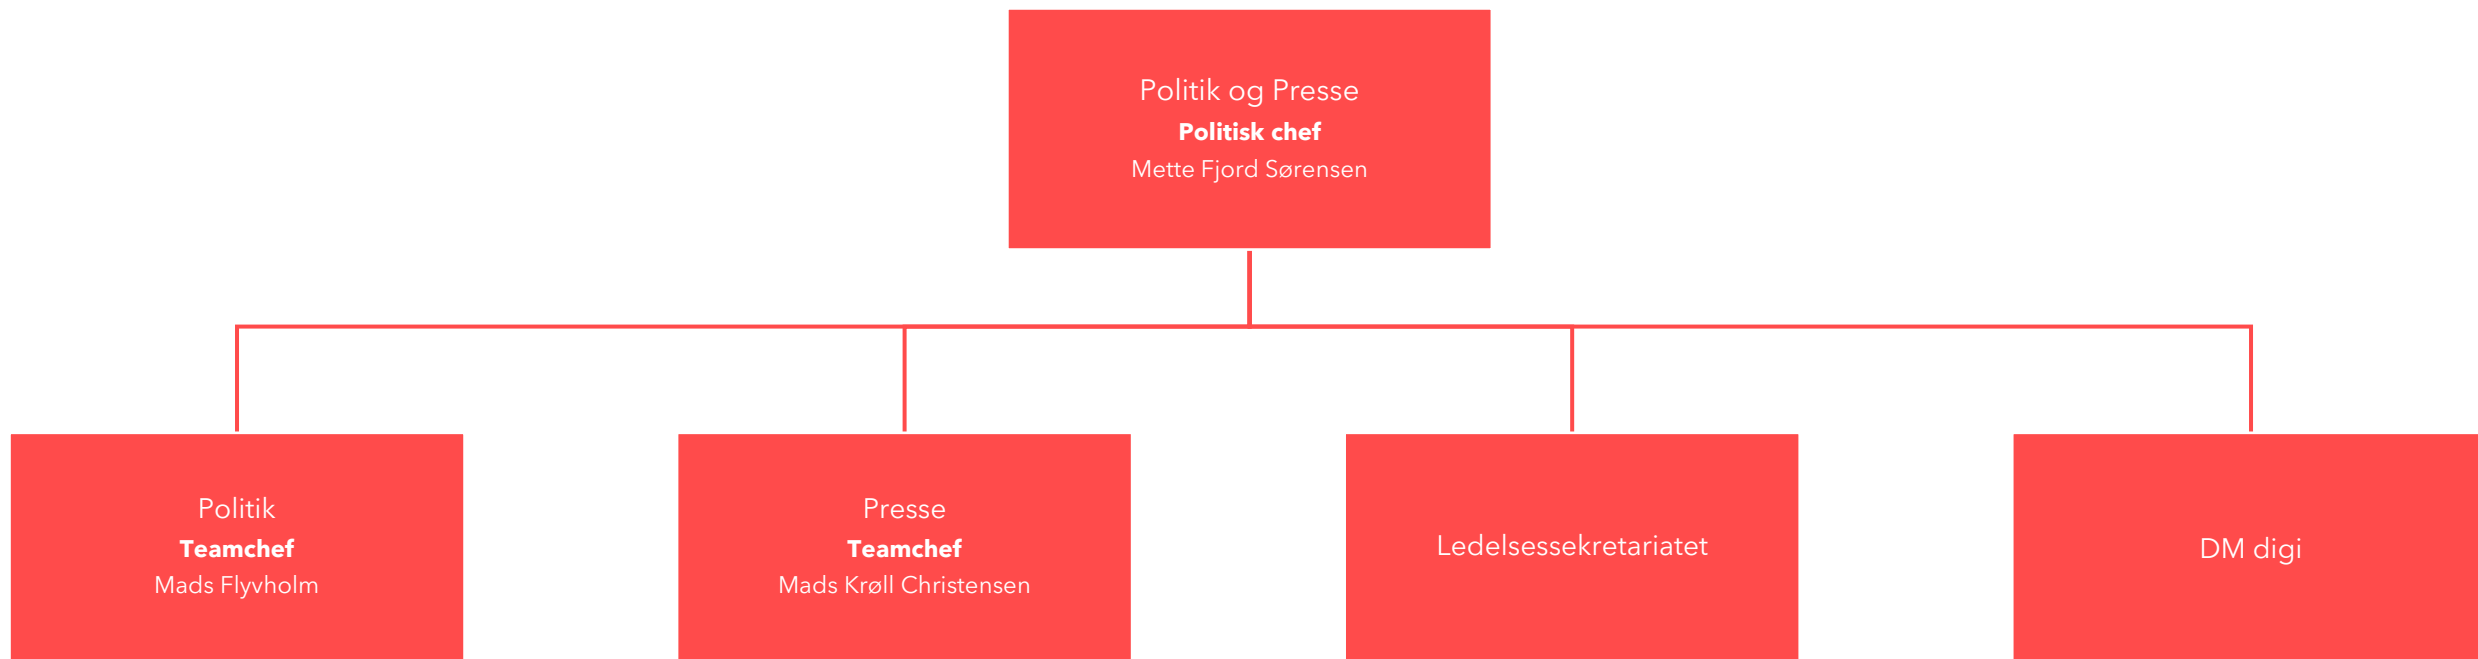 Politik og Presse
Politisk chef
Mette Fjord Sørensen
Politik
Teamchef
Mads Flyvholm
Presse
Teamchef
Mads Krøll Christensen
Ledelsessekretariatet
DM digi